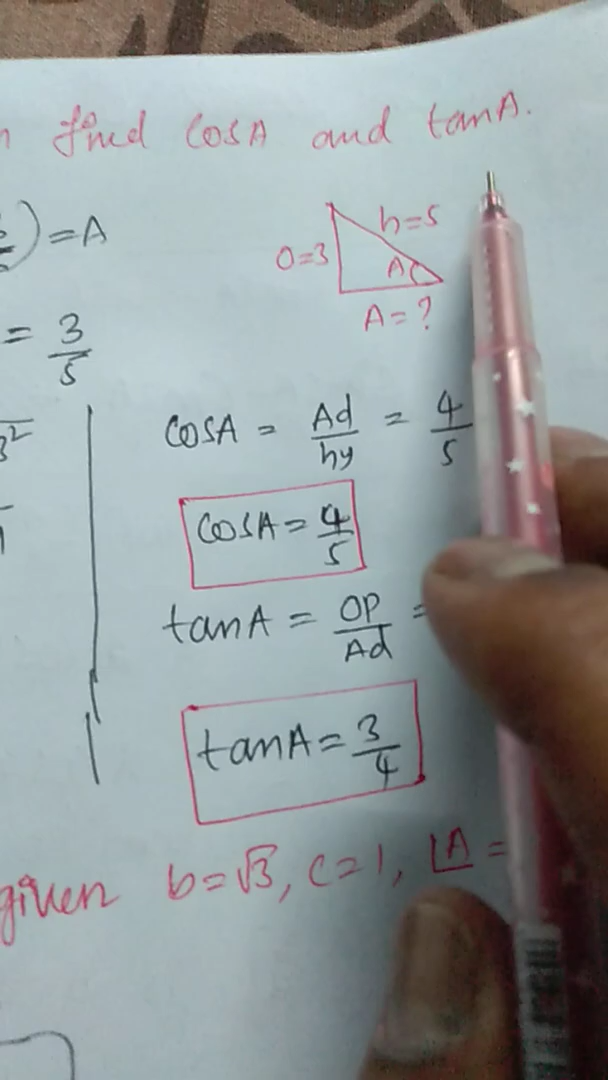 find cosA and tanA.
)=A
h=5
O=3
A
A=?
= 3/5
cosA = Ad/hy = 4/5
cosA = 4/5
tanA = OP/Ad =
tanA = 3/4
given b=√3, c=1, ∠A =